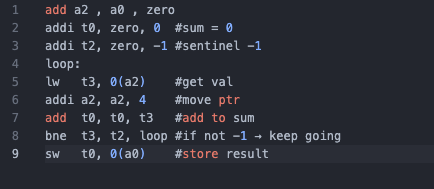 1 add a2 , a0 , zero
2 addi t0, zero, 0 #sum = 0
3 addi t2, zero, -1 #sentinel -1
4 loop:
5 lw t3, 0(a2) #get val
6 addi a2, a2, 4 #move ptr
7 add t0, t0, t3 #add to sum
8 bne t3, t2, loop #if not -1 → keep going
9 sw t0, 0(a0) #store result